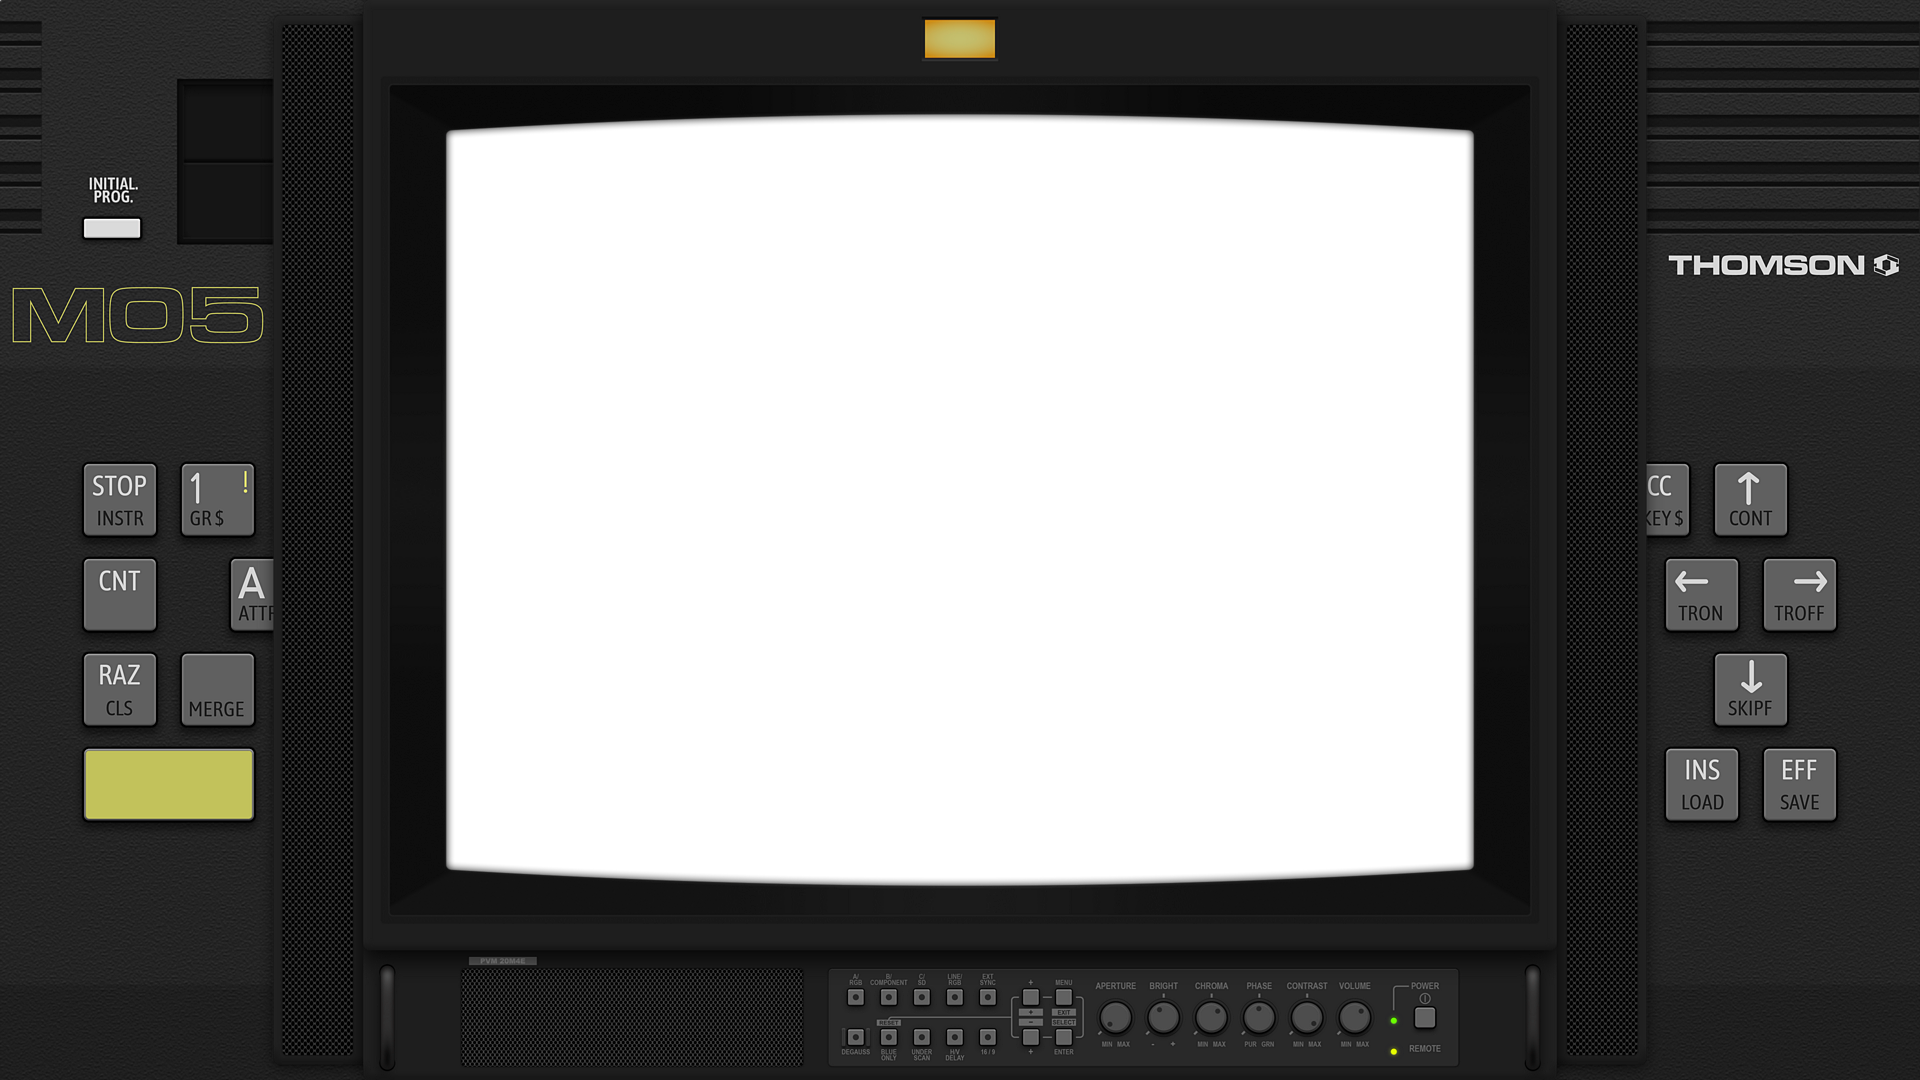 INITIAL.
PROG.
MO5
THOMSON
STOP
INSTR
1 !
GR $
CNT
A
ATTR
RAZ
CLS
MERGE
CC
KEY $
↑
CONT
←
TRON
→
TROFF
↓
SKIPF
INS
LOAD
EFF
SAVE
PVM 20M4E
A/
RGB
B/
COMPONENT
C/
SD
LINE/
RGB
EXT
SYNC
+
MENU
RESET
+
−
EXIT
SELECT
DEGAUSS
BLUE
ONLY
UNDER
SCAN
H/V
DELAY
16 / 9
+
ENTER
APERTURE
BRIGHT
CHROMA
PHASE
CONTRAST
VOLUME
MIN MAX
- +
MIN MAX
PUR GRN
MIN MAX
MIN MAX
POWER
REMOTE